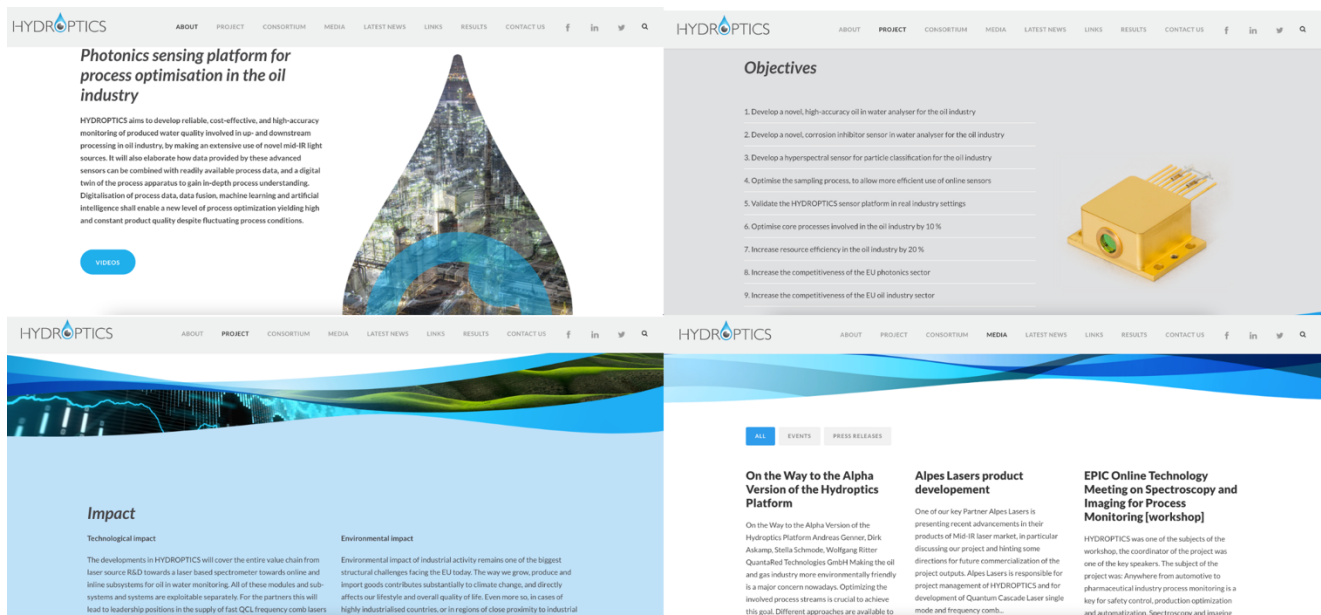 HYDROPTICS
ABOUT PROJECT CONSORTIUM MEDIA LATEST NEWS LINKS RESULTS CONTACT US f in
Photonics sensing platform for
process optimisation in the oil
industry
HYDROPTICS aims to develop reliable, cost-effective, and high-accuracy
monitoring of produced water quality involved in up- and downstream
processing in oil industry, by making an extensive use of novel mid-IR light
sources. It will also elaborate how data provided by these advanced
sensors can be combined with readily available process data, and a digital
twin of the process apparatus to gain in-depth process understanding.
Digitalisation of process data, data fusion, machine learning and artificial
intelligence shall enable a new level of process optimization yielding high
and constant product quality despite fluctuating process conditions.
VIDEOS
HYDROPTICS
ABOUT PROJECT CONSORTIUM MEDIA LATEST NEWS LINKS RESULTS CONTACT US f in
Objectives
1. Develop a novel, high-accuracy oil in water analyser for the oil industry
2. Develop a novel, corrosion inhibitor sensor in water analyser for the oil industry
3. Develop a hyperspectral sensor for particle classification for the oil industry
4. Optimise the sampling process, to allow more efficient use of online sensors
5. Validate the HYDROPTICS sensor platform in real industry settings
6. Optimise core processes involved in the oil industry by 10 %
7. Increase resource efficiency in the oil industry by 20 %
8. Increase the competitiveness of the EU photonics sector
9. Increase the competitiveness of the EU oil industry sector
HYDROPTICS
ABOUT PROJECT CONSORTIUM MEDIA LATEST NEWS LINKS RESULTS CONTACT US f in
Impact
Technological impact
The developments in HYDROPTICS will cover the entire value chain from
laser source R&D towards a laser based spectrometer towards online and
inline subsystems for oil in water monitoring. All of these modules and sub-
systems and systems are exploitable separately. For the partners this will
lead to leadership positions in the supply of fast QCL frequency comb lasers
Environmental impact
Environmental impact of industrial activity remains one of the biggest
structural challenges facing the EU today. The way we grow, produce and
import goods contributes substantially to climate change, and directly
affects our lifestyle and overall quality of life. Even more so, in cases of
highly industrialised countries, or in regions of close proximity to industrial
HYDROPTICS
ABOUT PROJECT CONSORTIUM MEDIA LATEST NEWS LINKS RESULTS CONTACT US f in
ALL EVENTS PRESS RELEASES
On the Way to the Alpha
Version of the Hydroptics
Platform
On the Way to the Alpha Version of the
Hydroptics Platform Andreas Genner, Dirk
Askamp, Stella Schmode, Wolfgang Ritter
QuantaRed Technologies GmbH Making the oil
and gas industry more environmentally friendly
is a major concern nowadays. Optimizing the
involved process streams is crucial to achieve
this goal. Different approaches are available to
Alpes Lasers product
developement
One of our key Partner Alpes Lasers is
presenting recent advancements in their
products of Mid-IR laser market, in particular
discussing our project and hinting some
directions for future commercialization of the
project outputs. Alpes Lasers is responsible for
project management of HYDROPTICS and for
development of Quantum Cascade Laser single
mode and frequency comb...
EPIC Online Technology
Meeting on Spectroscopy and
Imaging for Process
Monitoring [workshop]
HYDROPTICS was one of the subjects of the
workshop, the coordinator of the project was
one of the key speakers. The subject of the
project was: Anywhere from automotive to
pharmaceutical industry process monitoring is a
key for safety control, production optimization
and automatization. Spectroscopy and imaging